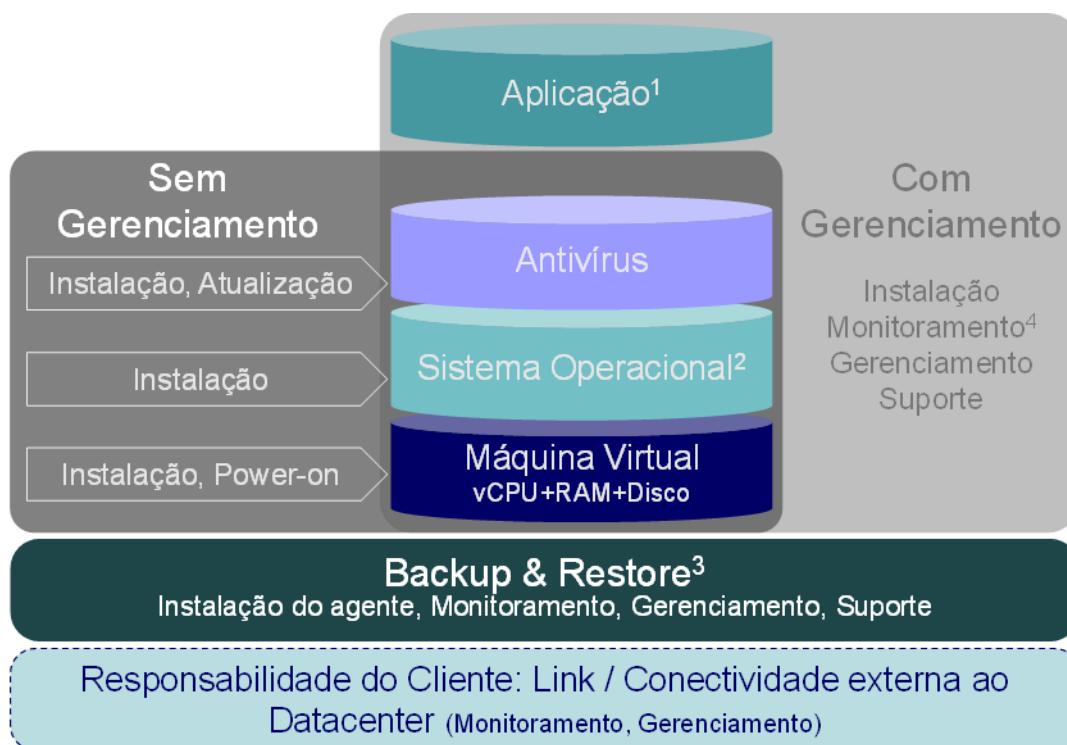 Aplicação¹
Sem
Gerenciamento
Com
Gerenciamento
Antivírus
Instalação, Atualização
Instalação
Monitoramento⁴
Gerenciamento
Suporte
Sistema Operacional²
Instalação
Máquina Virtual
vCPU+RAM+Disco
Instalação, Power-on
Backup & Restore³
Instalação do agente, Monitoramento, Gerenciamento, Suporte
Responsabilidade do Cliente: Link / Conectividade externa ao
Datacenter (Monitoramento, Gerenciamento)